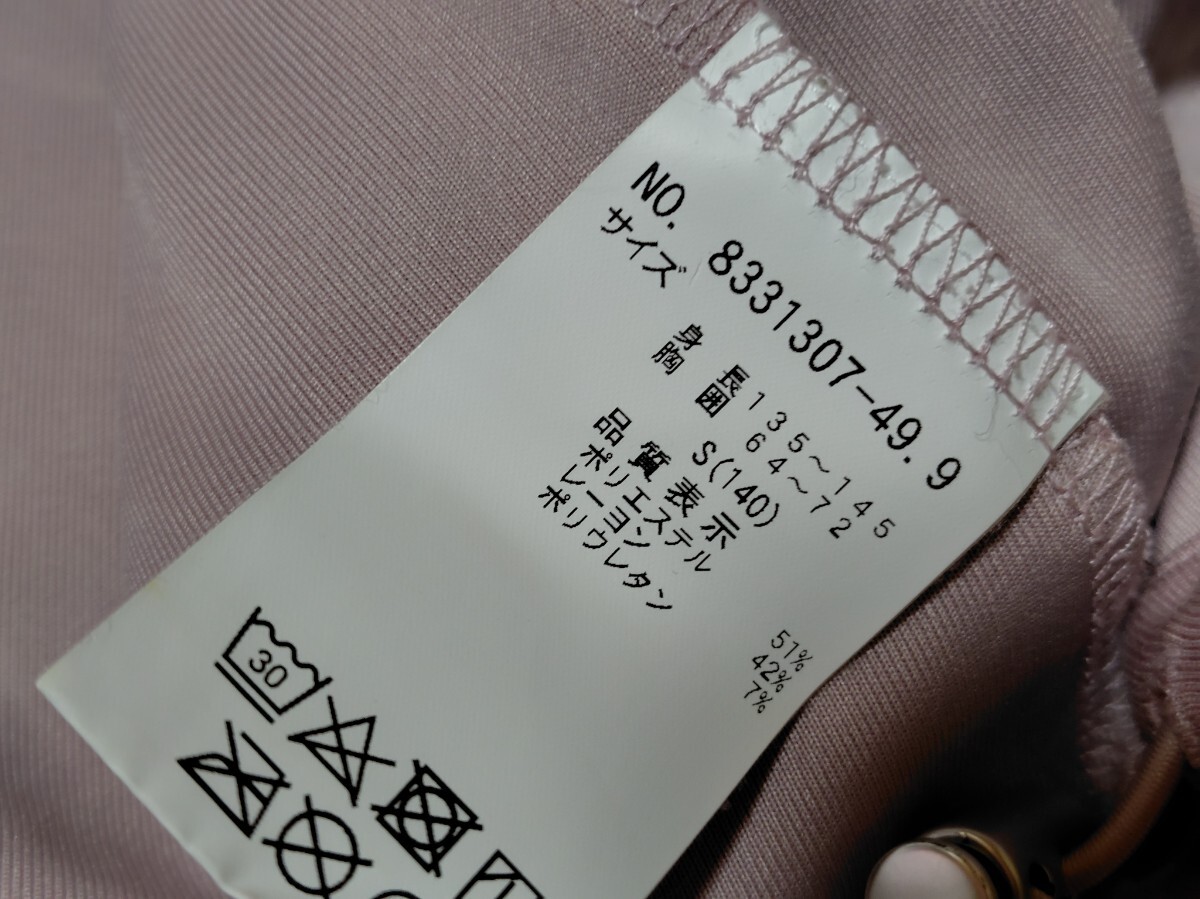 NO. 8331307-49.9
サイズ
身 長 135～145
胸 囲 64～72
S(140)
品質表示
ポリエステル 51%
レーヨン 42%
ポリウレタン 7%
30